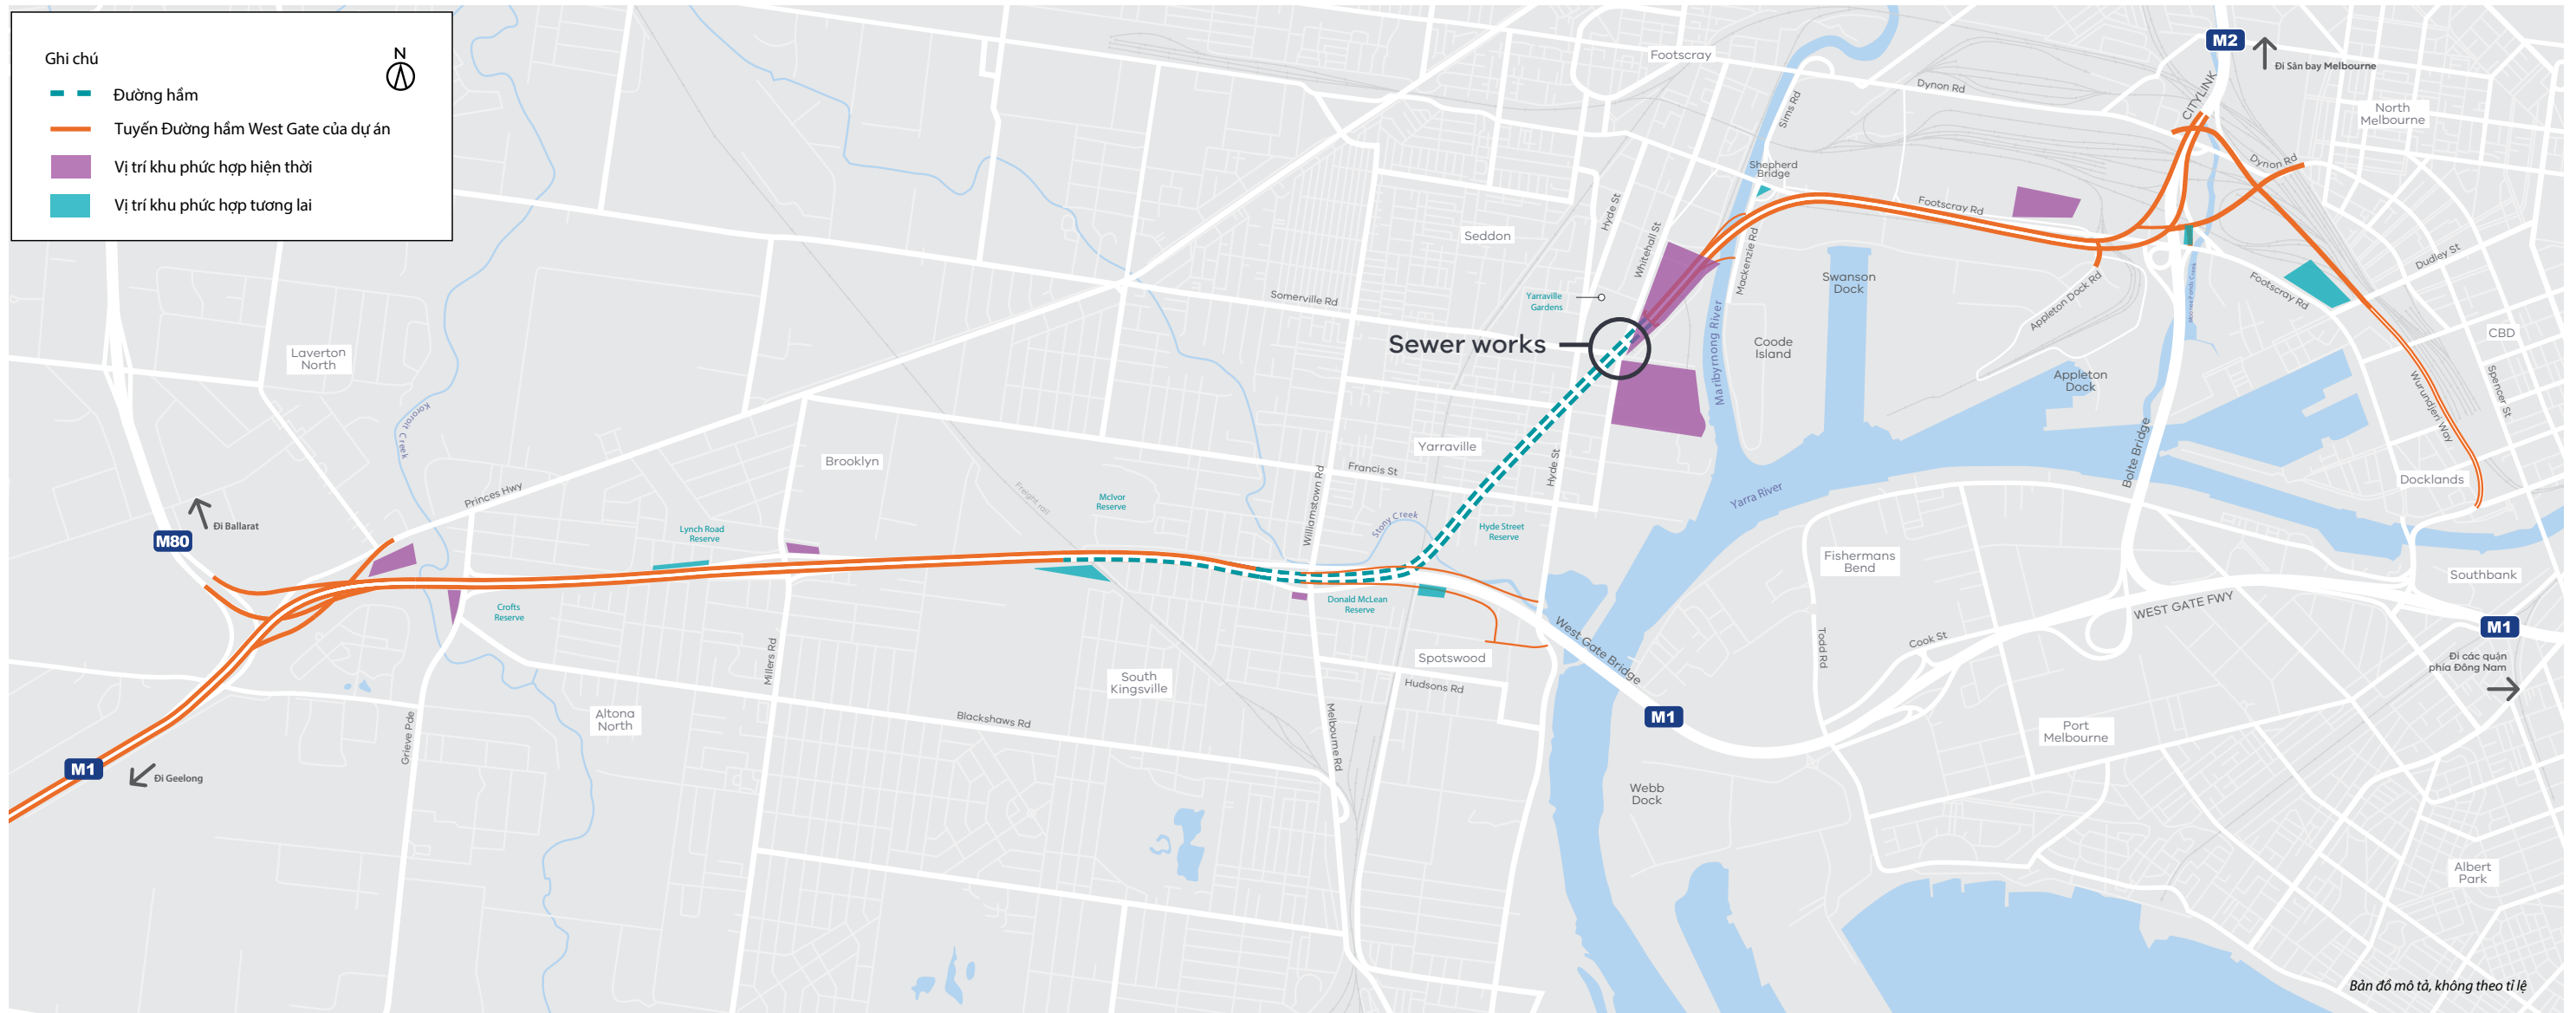 Ghi chú
N
Đường hầm
Tuyến Đường hầm West Gate của dự án
Vị trí khu phức hợp hiện thời
Vị trí khu phức hợp tương lai
M2
Đi Sân bay Melbourne
CITYLINK
Footscray
Dynon Rd
North
Melbourne
Sims Rd
Shepherd
Bridge
Dynon Rd
Hyde St
Footscray Rd
Seddon
Whitehall St
Mackenzie Rd
Dudley St
Swanson
Dock
Footscray Rd
Appleton Dock Rd
Moonee Ponds Creek
Somerville Rd
Yarraville
Gardens
Maribyrnong River
CBD
Sewer works
Coode
Island
Laverton
North
Appleton
Dock
Spencer St
Wurundjeri Way
Kororoit Creek
Yarraville
Bolte Bridge
Brooklyn
Francis St
Hyde St
Docklands
Princes Hwy
Freight rail
McIvor
Reserve
Williamstown Rd
Yarra River
Đi Ballarat
M80
Lynch Road
Reserve
Stony Creek
Hyde Street
Reserve
Fishermans
Bend
Southbank
Crofts
Reserve
Donald McLean
Reserve
WEST GATE FWY
M1
West Gate Bridge
Todd Rd
Cook St
Đi các quận
phía Đông Nam
Millers Rd
Spotswood
Hudsons Rd
South
Kingsville
Altona
North
Blackshaws Rd
Melbourne Rd
M1
Port
Melbourne
Grieve Pde
M1
Đi Geelong
Webb
Dock
Albert
Park
Bản đồ mô tả, không theo tỉ lệ